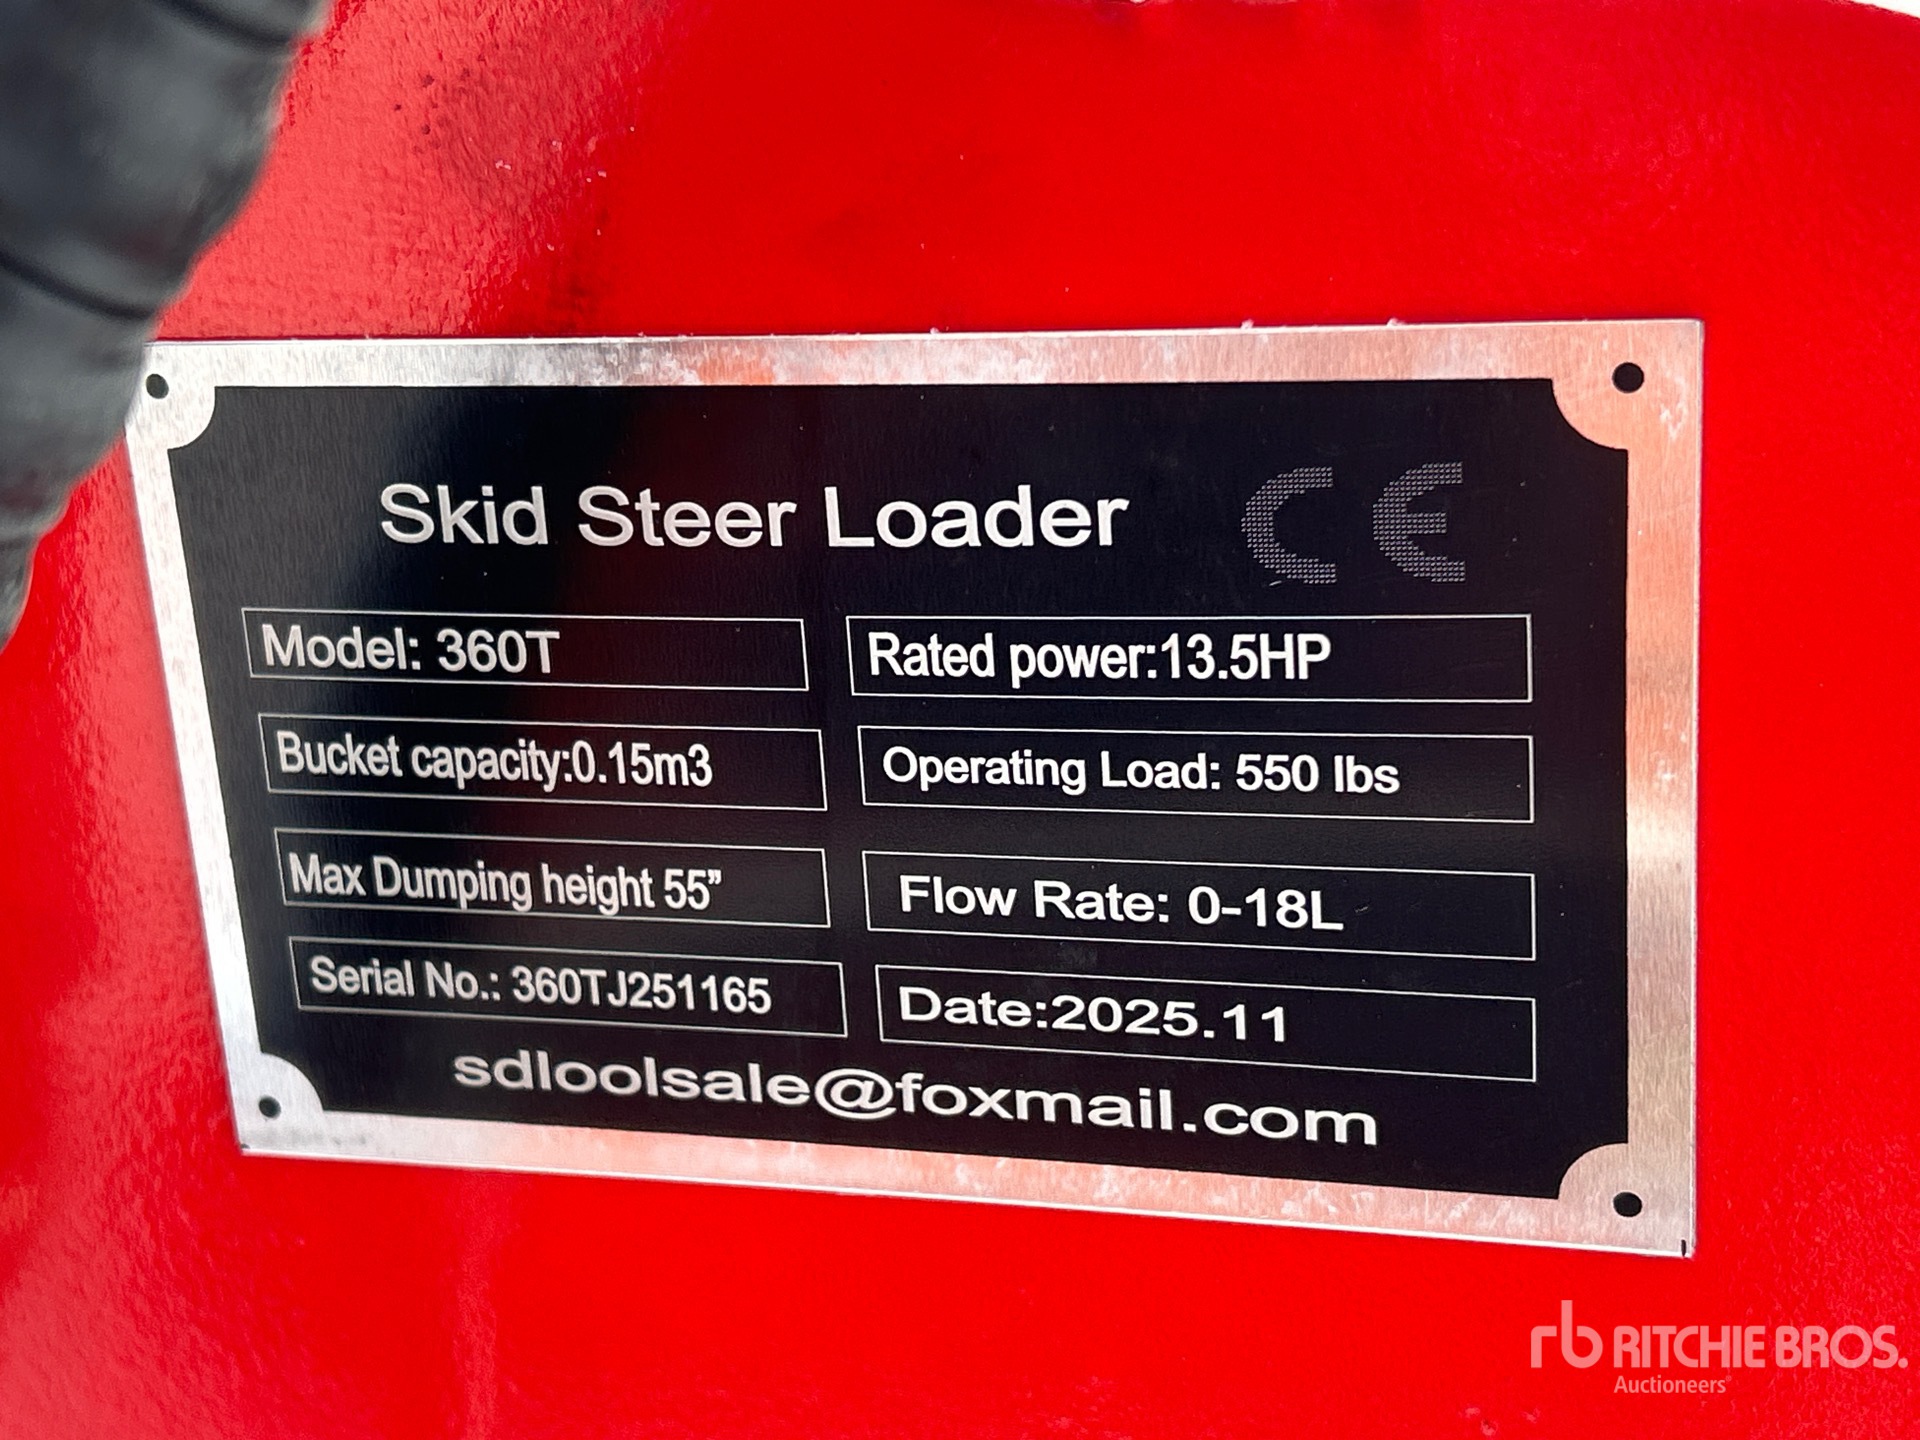 Skid Steer Loader CE
Model: 360T
Rated power:13.5HP
Bucket capacity:0.15m3
Operating Load: 550 lbs
Max Dumping height 55”
Flow Rate: 0-18L
Serial No.: 360TJ251165
Date:2025.11
sdloolsale@foxmail.com
rb RITCHIE BROS.
Auctioneers